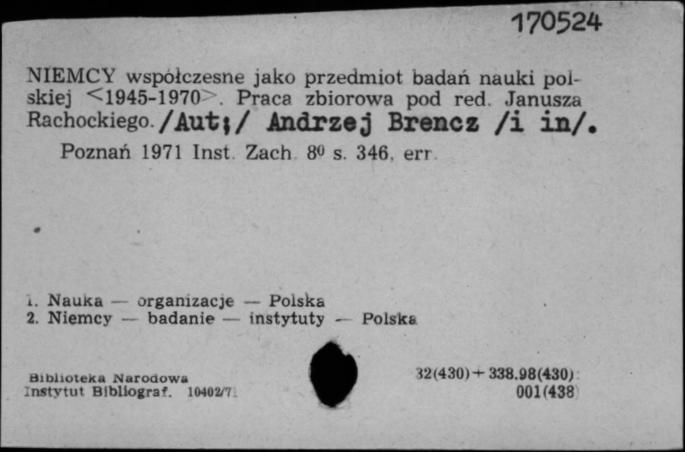 170524
NIEMCY współczesne jako przedmiot badań nauki pol-
skiej <1945-1970>. Praca zbiorowa pod red. Janusza
Rachockiego. /Aut;/ Andrzej Brencz /i in/.
Poznań 1971 Inst. Zach. 8⁰ s. 346, err.
1. Nauka — organizacje — Polska
2. Niemcy — badanie — instytuty — Polska
Biblioteka Narodowa 32(430)+338.98(430):
Instytut Bibliograf. 10402/71 001(438)